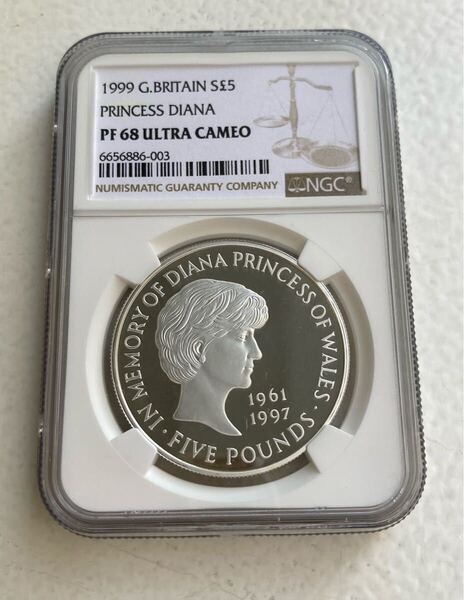 1999 G.BRITAIN S£5
PRINCESS DIANA
PF 68 ULTRA CAMEO
6656886-003
NUMISMATIC GUARANTY COMPANY
NGC
IN · MEMORY OF DIANA PRINCESS OF WALES ·
1961
1997
FIVE POUNDS